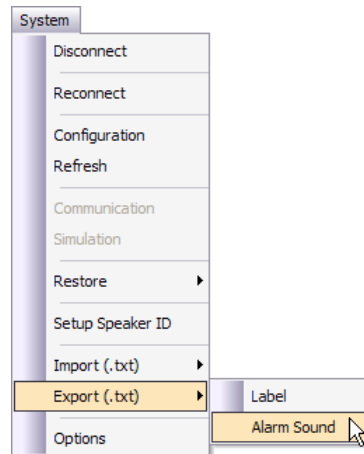 System
Disconnect
Reconnect
Configuration
Refresh
Communication
Simulation
Restore
Setup Speaker ID
Import (.txt)
Export (.txt)
Label
Alarm Sound
Options